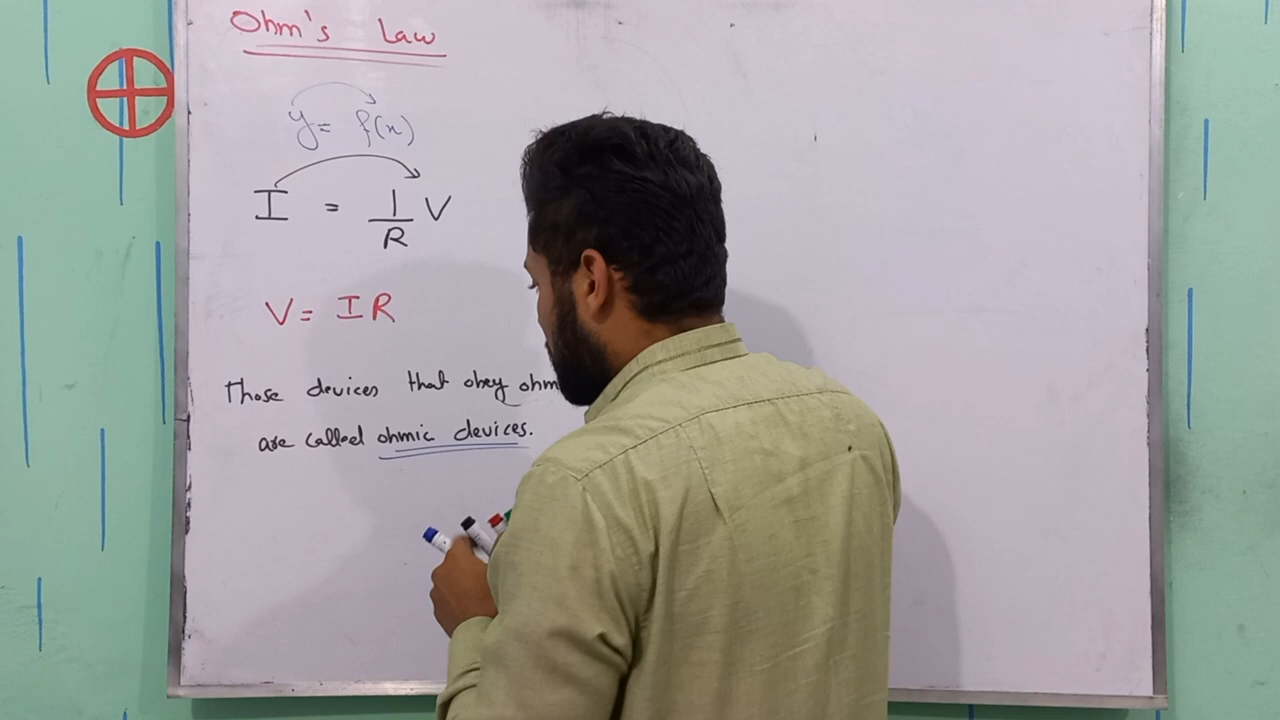 Ohm's Law
y = f(x)
I = 1/R V
V = IR
Those devices that obey ohm
are called ohmic devices.